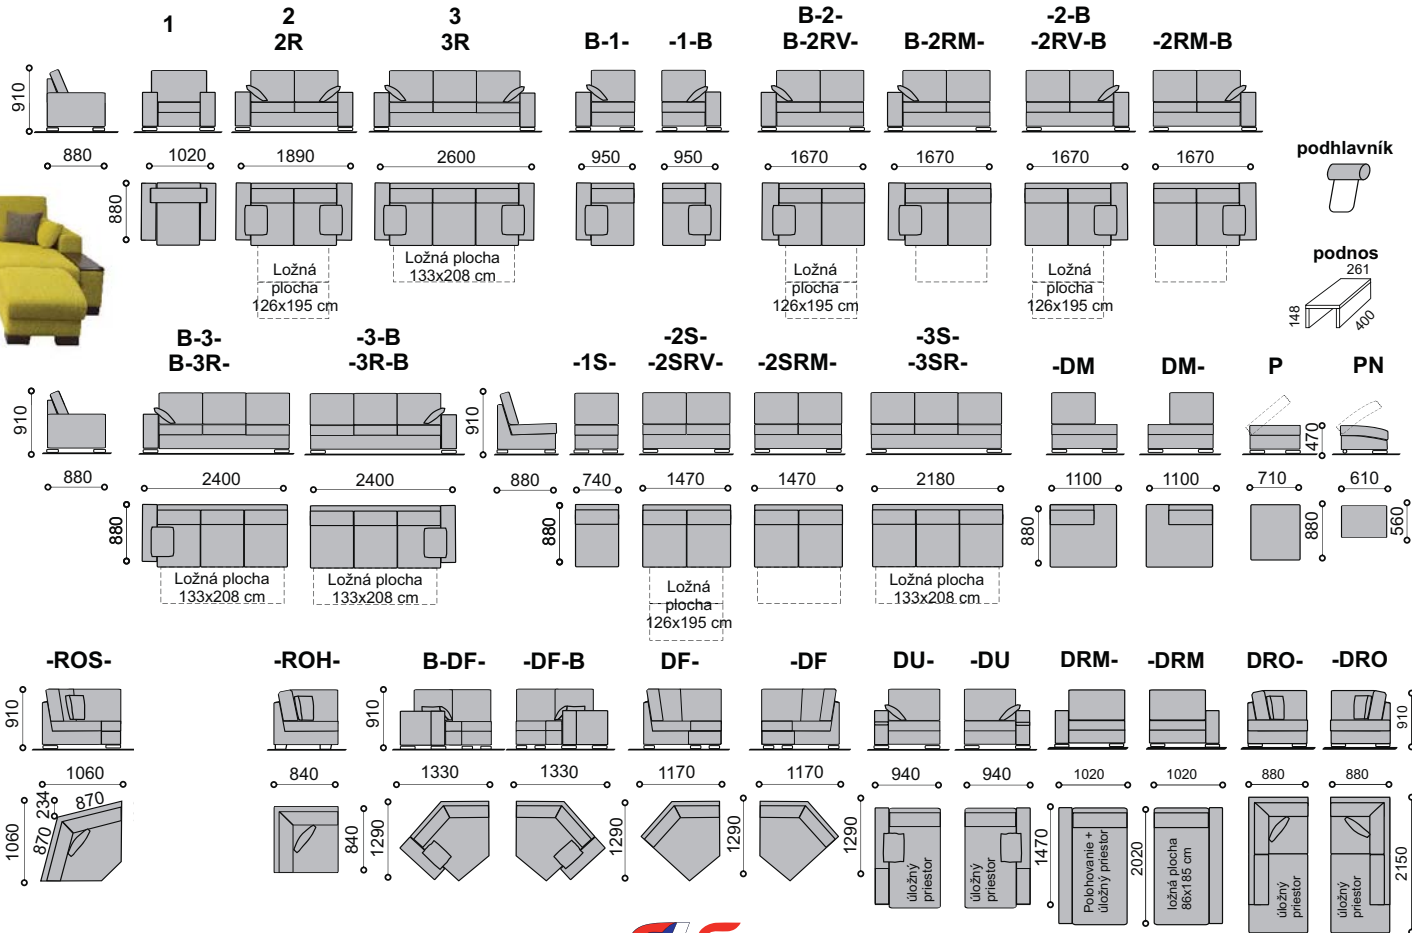 1
2
2R
3
3R
B-1-
-1-B
B-2-
B-2RV-
B-2RM-
-2-B
-2RV-B
-2RM-B
910
880
1020
1890
2600
950
950
1670
1670
1670
1670
880
Ložná
plocha
126x195 cm
Ložná plocha
133x208 cm
Ložná
plocha
126x195 cm
Ložná
plocha
126x195 cm
podhlavník
podnos
261
148
400
B-3-
B-3R-
-3-B
-3R-B
-1S-
-2S-
-2SRV-
-2SRM-
-3S-
-3SR-
-DM
DM-
P
PN
910
910
470
880
2400
2400
880
740
1470
1470
2180
1100
1100
710
610
880
880
880
880
560
Ložná plocha
133x208 cm
Ložná plocha
133x208 cm
Ložná
plocha
126x195 cm
Ložná plocha
133x208 cm
-ROS-
-ROH-
B-DF-
-DF-B
DF-
-DF
DU-
-DU
DRM-
-DRM
DRO-
-DRO
910
910
910
1060
840
1330
1330
1170
1170
940
940
1020
1020
880
880
1060
234
870
870
840
1290
1290
1290
1290
1470
2020
2150
úložný
priestor
úložný
priestor
Polohovanie +
úložný priestor
ložná plocha
86x185 cm
úložný
priestor
úložný
priestor